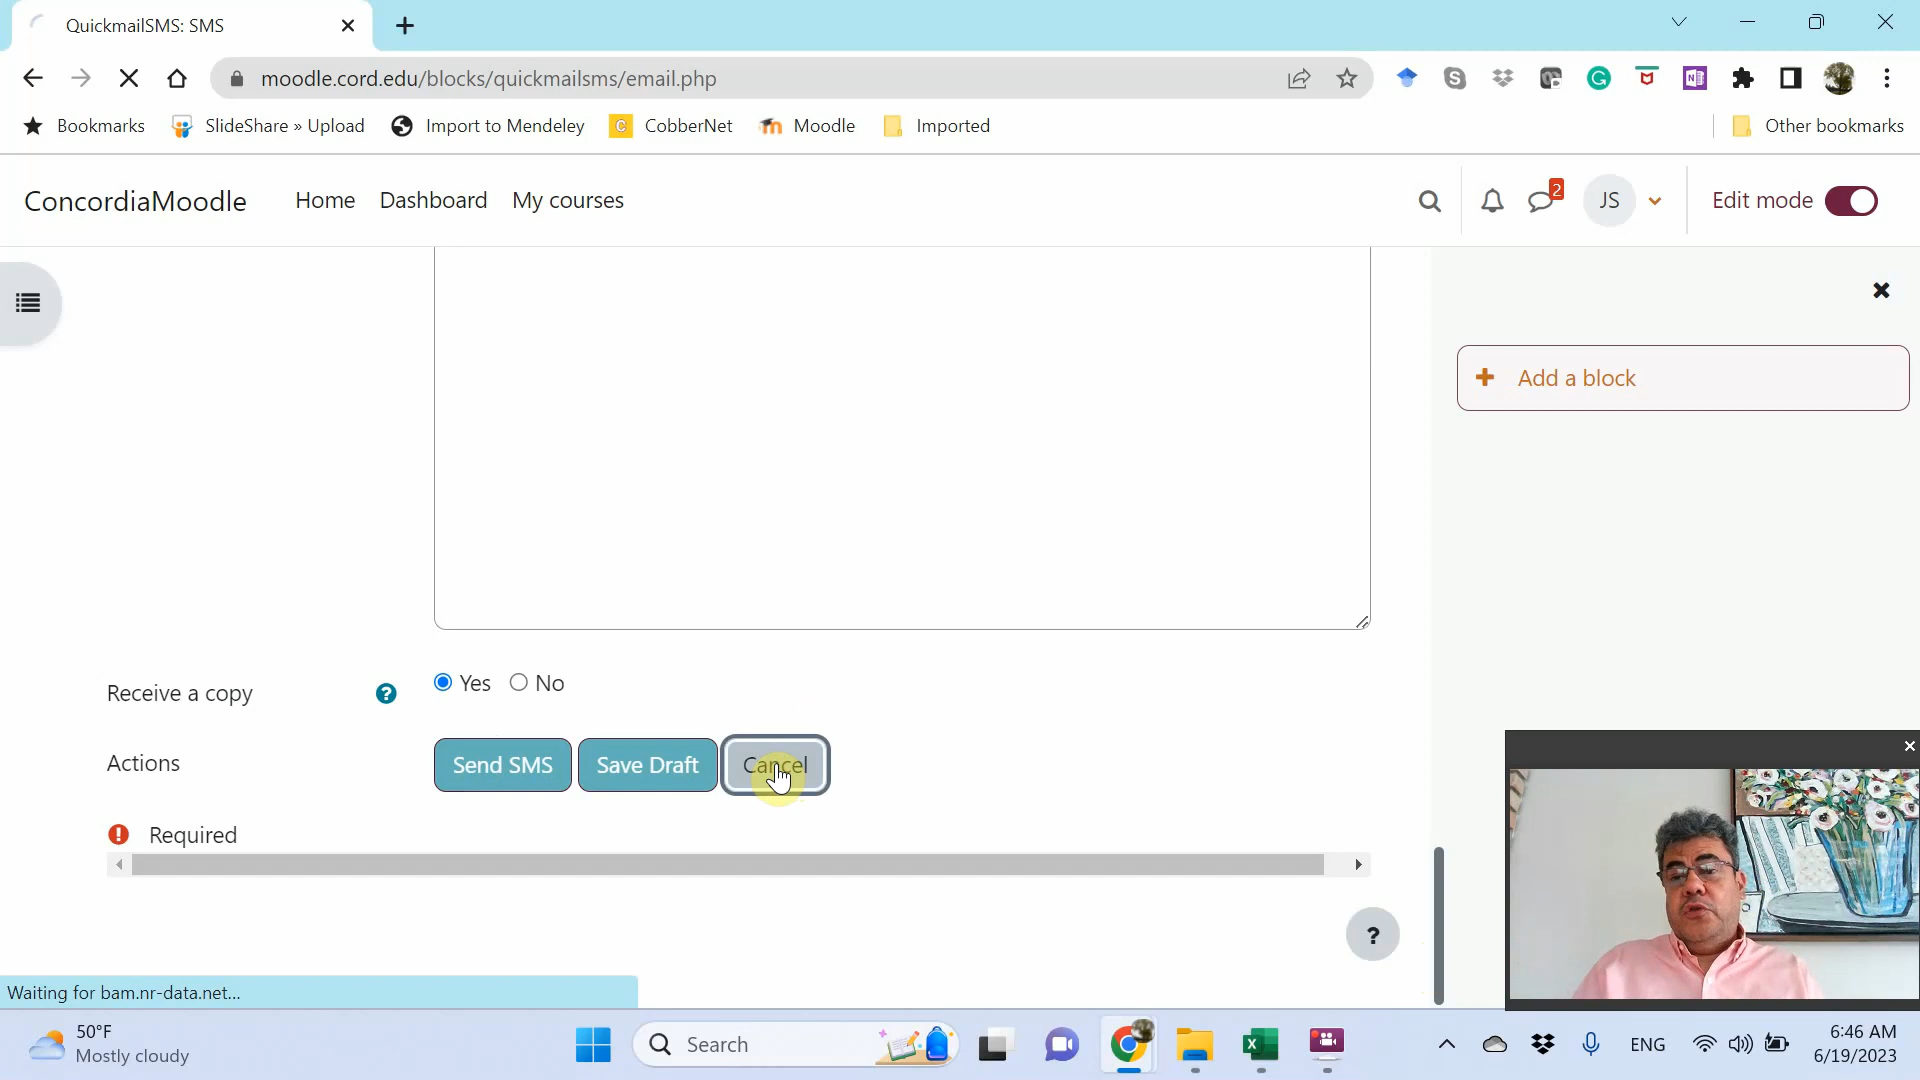 QuickmailSMS: SMS
moodle.cord.edu/blocks/quickmailsms/email.php
Bookmarks SlideShare » Upload Import to Mendeley CobberNet Moodle Imported Other bookmarks
ConcordiaMoodle Home Dashboard My courses 2 JS Edit mode
Add a block
Receive a copy ? Yes No
Actions Send SMS Save Draft Cancel
! Required
?
Waiting for bam.nr-data.net...
50°F
Mostly cloudy
Search
ENG
6:46 AM
6/19/2023